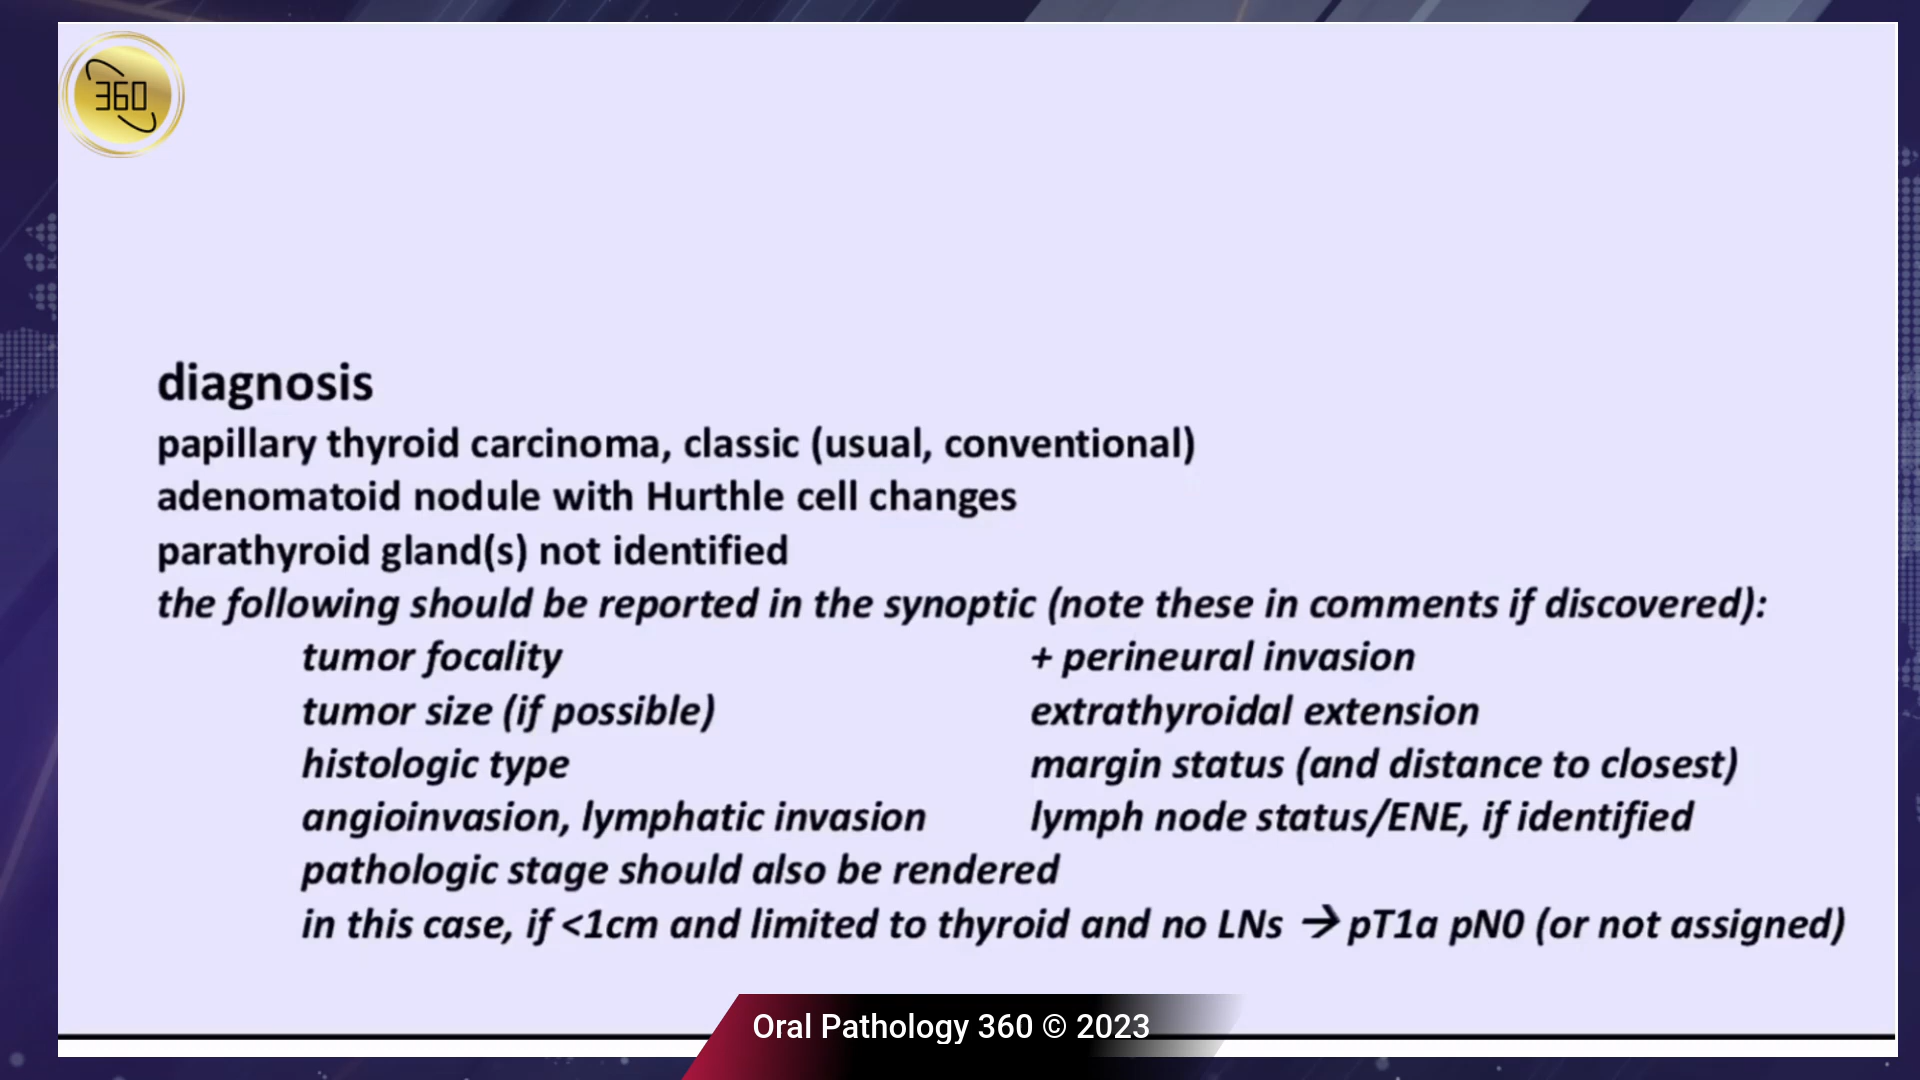 360
diagnosis
papillary thyroid carcinoma, classic (usual, conventional)
adenomatoid nodule with Hurthle cell changes
parathyroid gland(s) not identified
the following should be reported in the synoptic (note these in comments if discovered):
tumor focality + perineural invasion
tumor size (if possible) extrathyroidal extension
histologic type margin status (and distance to closest)
angioinvasion, lymphatic invasion lymph node status/ENE, if identified
pathologic stage should also be rendered
in this case, if <1cm and limited to thyroid and no LNs → pT1a pN0 (or not assigned)
Oral Pathology 360 © 2023